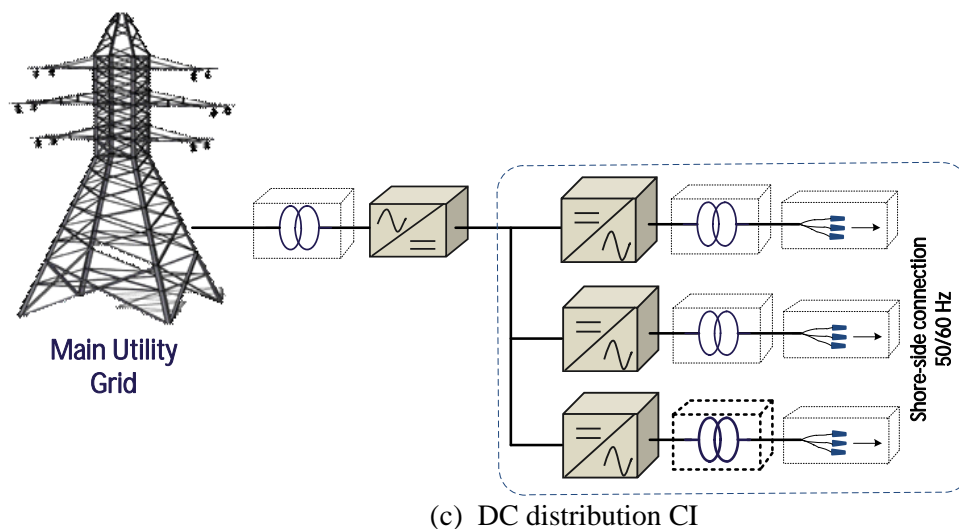 Main Utility
Grid
Shore-side connection
50/60 Hz
(c) DC distribution CI